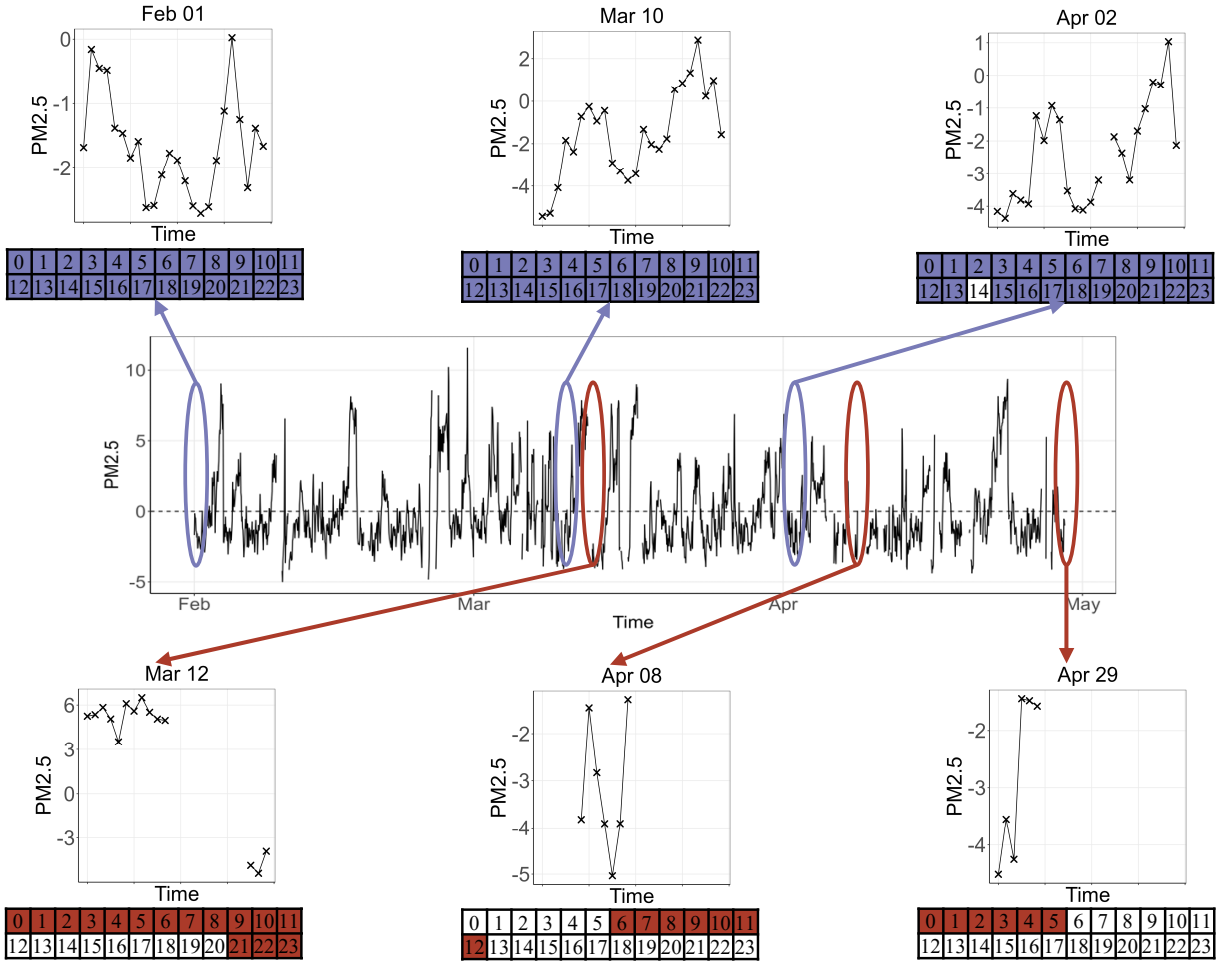 Feb 01
Mar 10
Apr 02
0
-1
-2
PM2.5
Time
2
0
-2
-4
PM2.5
Time
1
0
-1
-2
-3
-4
PM2.5
Time
0 1 2 3 4 5 6 7 8 9 10 11
12 13 14 15 16 17 18 19 20 21 22 23
0 1 2 3 4 5 6 7 8 9 10 11
12 13 14 15 16 17 18 19 20 21 22 23
0 1 2 3 4 5 6 7 8 9 10 11
12 13 14 15 16 17 18 19 20 21 22 23
10
5
0
-5
PM2.5
Feb Mar Apr May
Time
Mar 12
Apr 08
Apr 29
6
3
0
-3
PM2.5
Time
-2
-3
-4
-5
PM2.5
Time
-2
-3
-4
PM2.5
Time
0 1 2 3 4 5 6 7 8 9 10 11
12 13 14 15 16 17 18 19 20 21 22 23
0 1 2 3 4 5 6 7 8 9 10 11
12 13 14 15 16 17 18 19 20 21 22 23
0 1 2 3 4 5 6 7 8 9 10 11
12 13 14 15 16 17 18 19 20 21 22 23